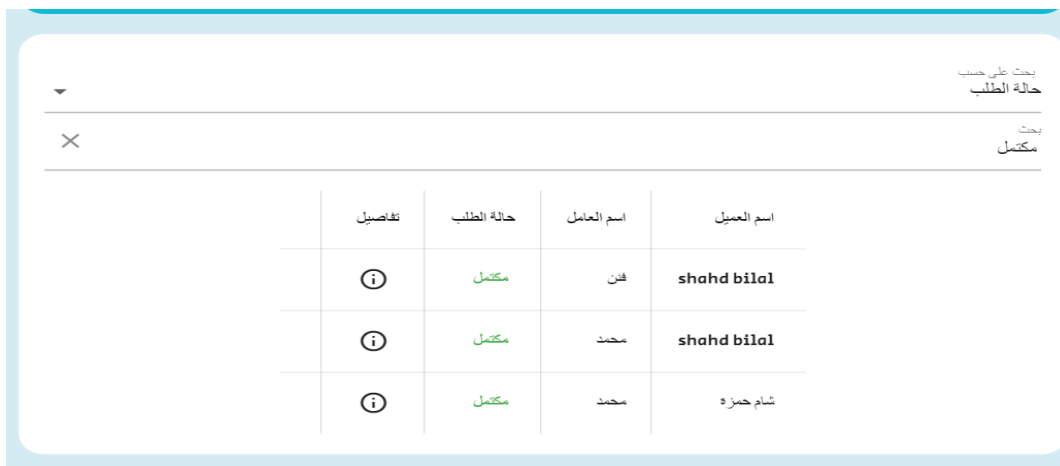 بحث على حسب
حالة الطلب
بحث
مكتمل
اسم العميل اسم العامل حالة الطلب تفاصيل
shahd bilal فتن مكتمل
shahd bilal محمد مكتمل
شام حمزه محمد مكتمل